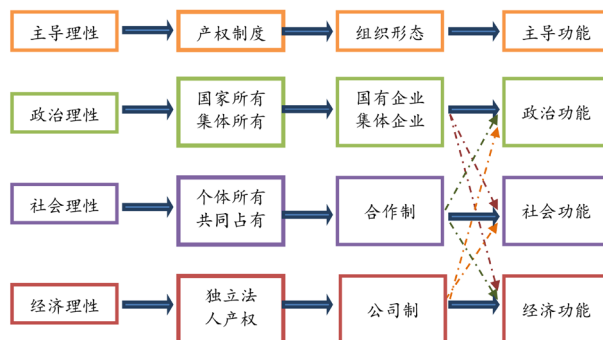 主导理性
产权制度
组织形态
主导功能
政治理性
国家所有
集体所有
国有企业
集体企业
政治功能
社会理性
个体所有
共同占有
合作制
社会功能
经济理性
独立法
人产权
公司制
经济功能